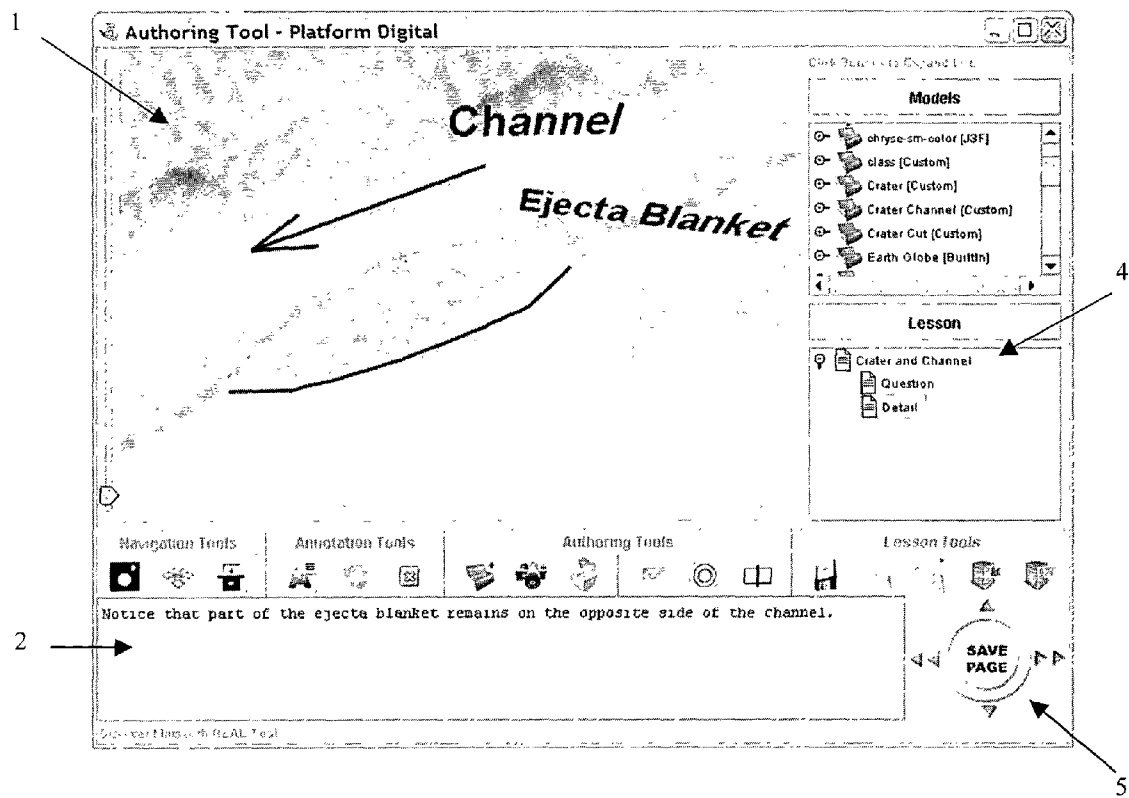 1
Authoring Tool - Platform Digital
Channel
Ejecta Blanket
Models
chryse-sm-color [J3F]
class [Custom]
Crater [Custom]
Crater Channel [Custom]
Crater Cut [Custom]
Earth Globe [BuiltIn]
4
Lesson
Crater and Channel
Question
Detail
Navigation Tools
Annotation Tools
Authoring Tools
Lesson Tools
Notice that part of the ejecta blanket remains on the opposite side of the channel.
2
SAVE
PAGE
5